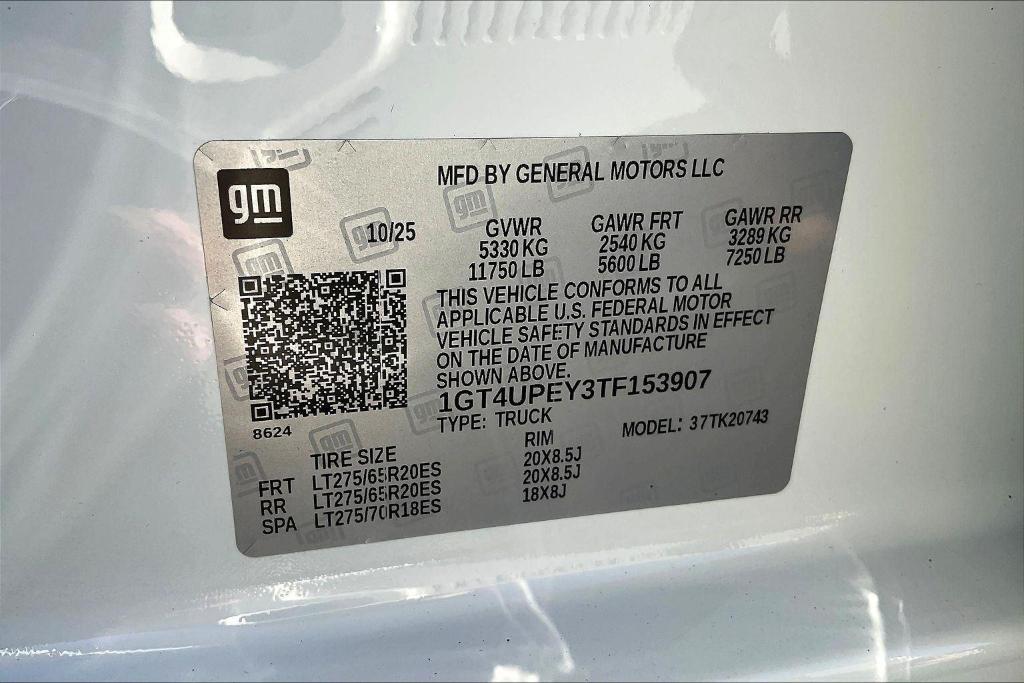 gm
MFD BY GENERAL MOTORS LLC
10/25
GVWR GAWR FRT GAWR RR
5330 KG 2540 KG 3289 KG
11750 LB 5600 LB 7250 LB
THIS VEHICLE CONFORMS TO ALL
APPLICABLE U.S. FEDERAL MOTOR
VEHICLE SAFETY STANDARDS IN EFFECT
ON THE DATE OF MANUFACTURE
SHOWN ABOVE.
1GT4UPEY3TF153907
8624
TYPE: TRUCK MODEL: 37TK20743
TIRE SIZE RIM
FRT LT275/65R20ES 20X8.5J
RR LT275/65R20ES 20X8.5J
SPA LT275/70R18ES 18X8J